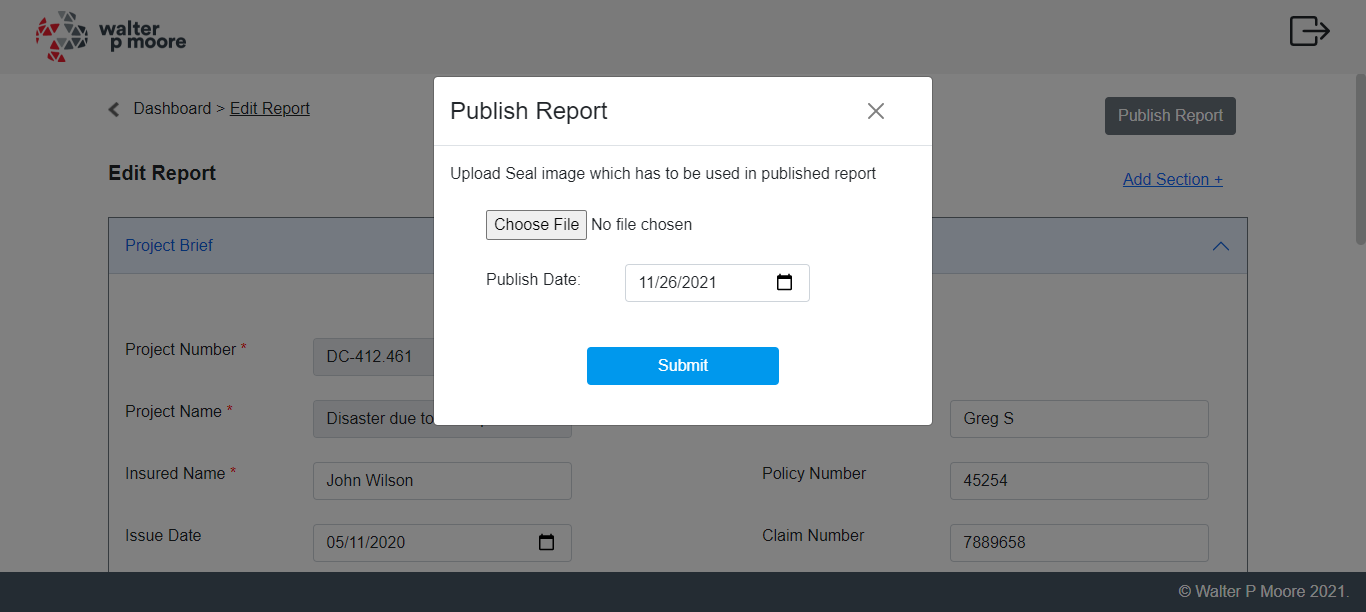 walter
p moore
Dashboard > Edit Report
Publish Report
Edit Report
Add Section +
Publish Report
Upload Seal image which has to be used in published report
Choose File No file chosen
Publish Date: 11/26/2021
Submit
Project Brief
Project Number * DC-412.461
Project Name * Disaster due to
Greg S
Insured Name * John Wilson
Policy Number 45254
Issue Date 05/11/2020
Claim Number 7889658
© Walter P Moore 2021.